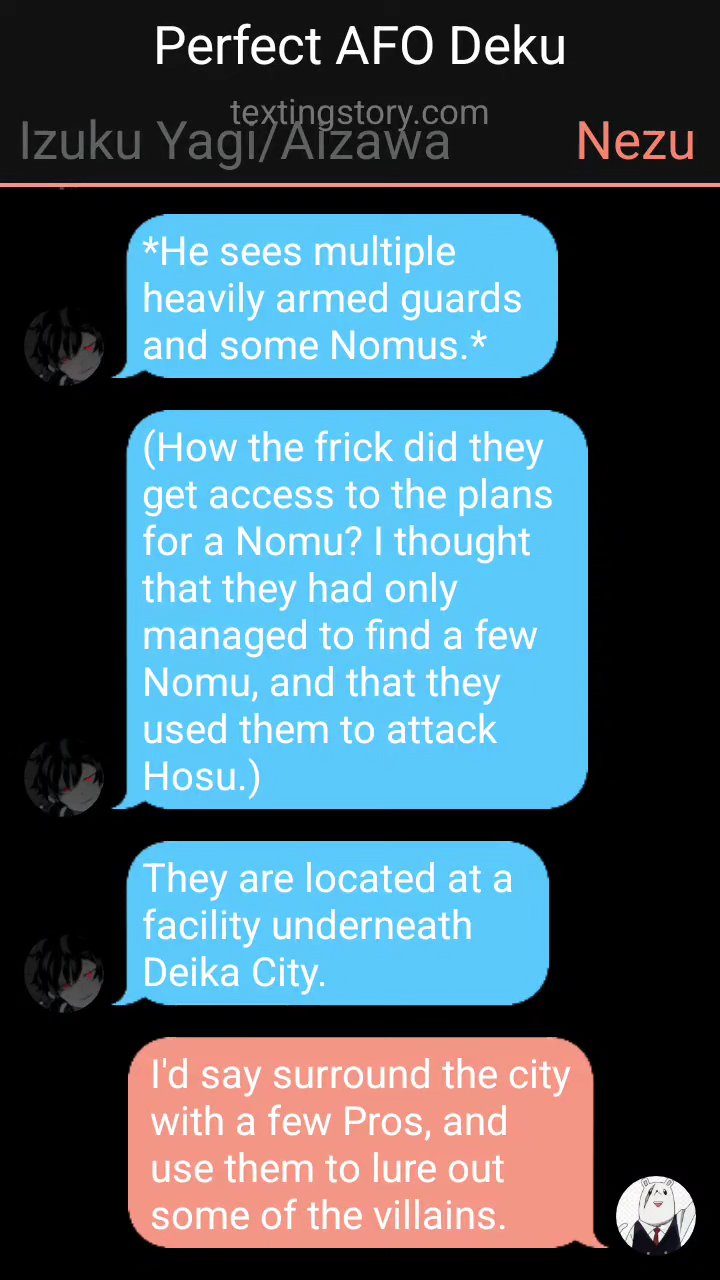 Perfect AFO Deku
textingstory.com
Izuku Yagi/Aizawa
Nezu
*He sees multiple
heavily armed guards
and some Nomus.*
(How the frick did they
get access to the plans
for a Nomu? I thought
that they had only
managed to find a few
Nomu, and that they
used them to attack
Hosu.)
They are located at a
facility underneath
Deika City.
I'd say surround the city
with a few Pros, and
use them to lure out
some of the villains.